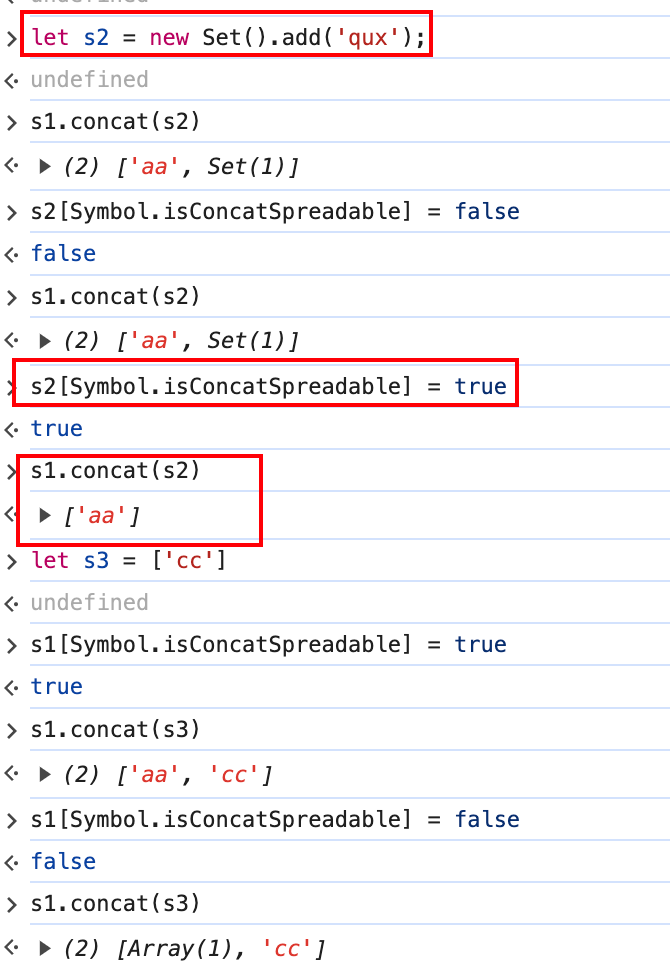 undefined
> let s2 = new Set().add('qux');
<· undefined
> s1.concat(s2)
<· ▶ (2) ['aa', Set(1)]
> s2[Symbol.isConcatSpreadable] = false
<· false
> s1.concat(s2)
<· ▶ (2) ['aa', Set(1)]
> s2[Symbol.isConcatSpreadable] = true
<· true
> s1.concat(s2)
<· ▶ ['aa']
> let s3 = ['cc']
<· undefined
> s1[Symbol.isConcatSpreadable] = true
<· true
> s1.concat(s3)
<· ▶ (2) ['aa', 'cc']
> s1[Symbol.isConcatSpreadable] = false
<· false
> s1.concat(s3)
<· ▶ (2) [Array(1), 'cc']